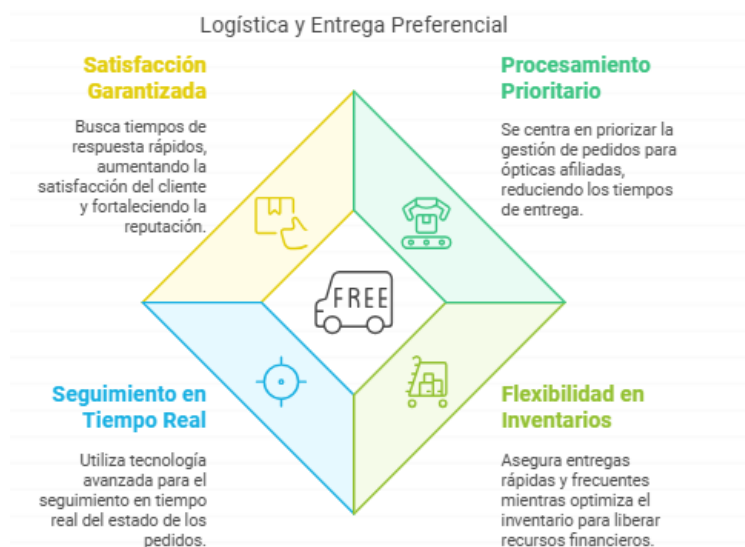 Logística y Entrega Preferencial
Satisfacción
Garantizada
Busca tiempos de
respuesta rápidos,
aumentando la
satisfacción del cliente
y fortaleciendo la
reputación.
Procesamiento
Prioritario
Se centra en priorizar la
gestión de pedidos para
ópticas afiliadas,
reduciendo los tiempos
de entrega.
FREE
Seguimiento en
Tiempo Real
Utiliza tecnología
avanzada para el
seguimiento en tiempo
real del estado de los
pedidos.
Flexibilidad en
Inventarios
Asegura entregas
rápidas y frecuentes
mientras optimiza el
inventario para liberar
recursos financieros.